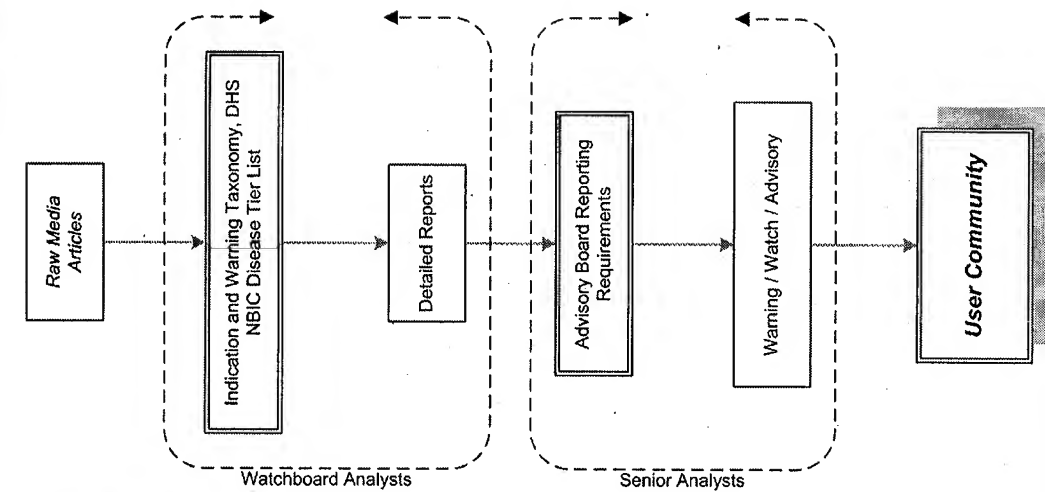 Raw Media
Articles
Indication and Warning Taxonomy, DHS
NBIC Disease Tier List
Detailed Reports
Watchboard Analysts
Advisory Board Reporting
Requirements
Warning / Watch / Advisory
Senior Analysts
User Community